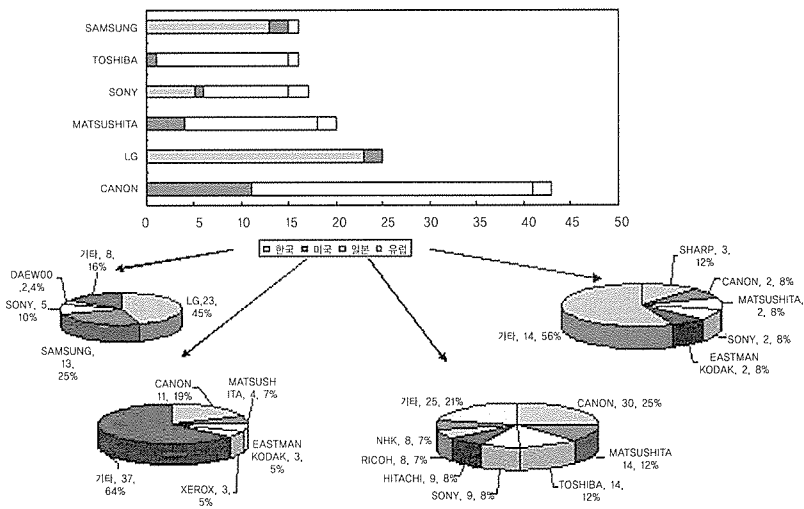 SAMSUNG
TOSHIBA
SONY
MATSUSHITA
LG
CANON
0 5 10 15 20 25 30 35 40 45 50
한국 미국 일본 유럽
기타, 8,
16%
DAEWOO
,2,4%
SONY, 5
10%
LG,23,
45%
SAMSUNG,
13,
25%
SHARP, 3,
12%
CANON, 2, 8%
MATSUSHITA,
2, 8%
SONY, 2, 8%
EASTMAN
KODAK, 2, 8%
기타, 14, 56%
CANON
11, 19%
MATSUSH
ITA, 4, 7%
EASTMAN
KODAK, 3,
5%
XEROX, 3,
5%
기타, 37,
64%
기타, 25, 21%
CANON, 30, 25%
NHK, 8, 7%
RICOH, 8, 7%
HITACHI, 9, 8%
SONY, 9, 8%
TOSHIBA, 14,
12%
MATSUSHITA
14, 12%